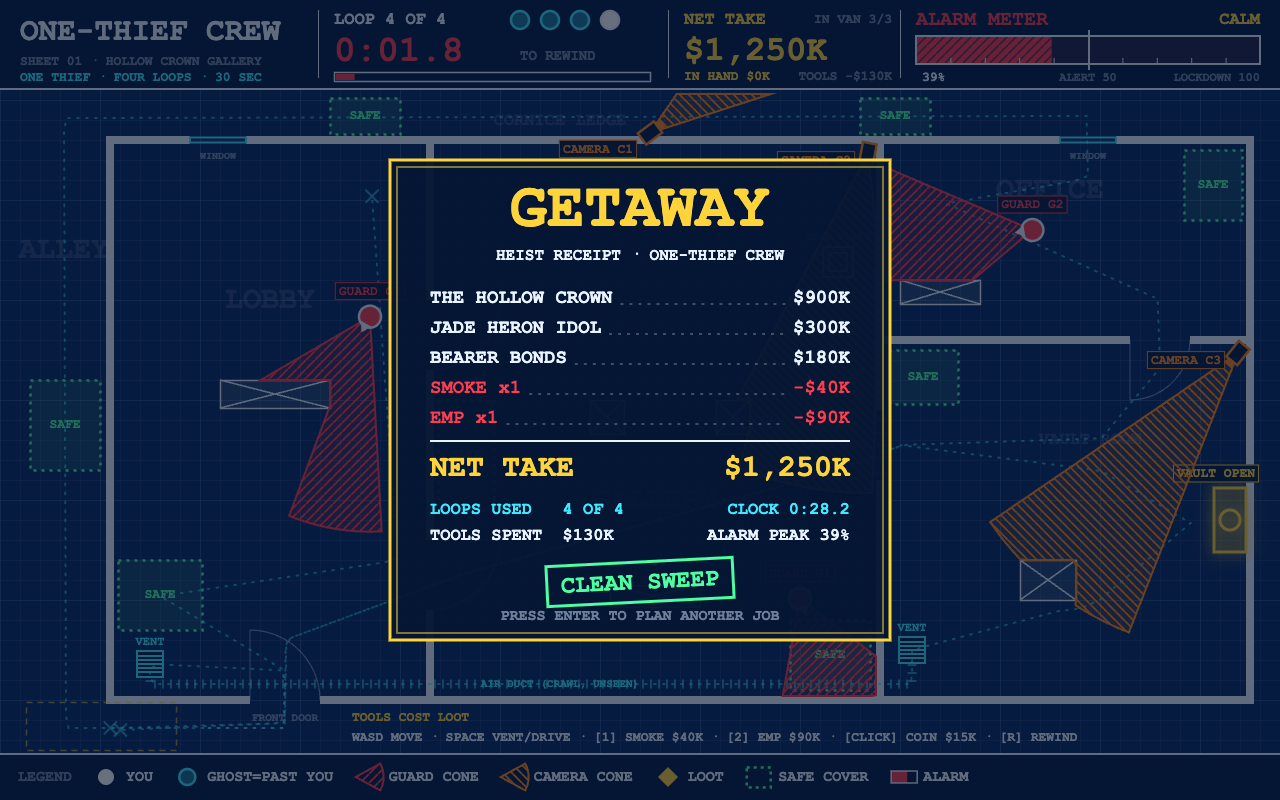 ONE-THIEF CREW
SHEET 01 · HOLLOW CROWN GALLERY
ONE THIEF · FOUR LOOPS · 30 SEC
LOOP 4 OF 4
0:01.8
TO REWIND
NET TAKE
IN VAN 3/3
$1,250K
IN HAND $0K
TOOLS -$130K
ALARM METER
CALM
39%
ALERT 50
LOCKDOWN 100
SAFE
CORNICE LEDGE
SAFE
CAMERA C1
WINDOW
WINDOW
SAFE
OFFICE
GUARD G2
ALLEY
LOBBY
GUARD
GETAWAY
HEIST RECEIPT · ONE-THIEF CREW
THE HOLLOW CROWN $900K
JADE HERON IDOL $300K
BEARER BONDS $180K
SMOKE x1 -$40K
EMP x1 -$90K
NET TAKE $1,250K
LOOPS USED 4 OF 4 CLOCK 0:28.2
TOOLS SPENT $130K ALARM PEAK 39%
CLEAN SWEEP
PRESS ENTER TO PLAN ANOTHER JOB
CAMERA C3
SAFE
SAFE
VAULT
VAULT OPEN
SAFE
VENT
VENT
SAFE
AIR DUCT (CRAWL, UNSEEN)
FRONT DOOR
TOOLS COST LOOT
WASD MOVE · SPACE VENT/DRIVE · [1] SMOKE $40K · [2] EMP $90K · [CLICK] COIN $15K · [R] REWIND
LEGEND
YOU
GHOST=PAST YOU
GUARD CONE
CAMERA CONE
LOOT
SAFE COVER
ALARM